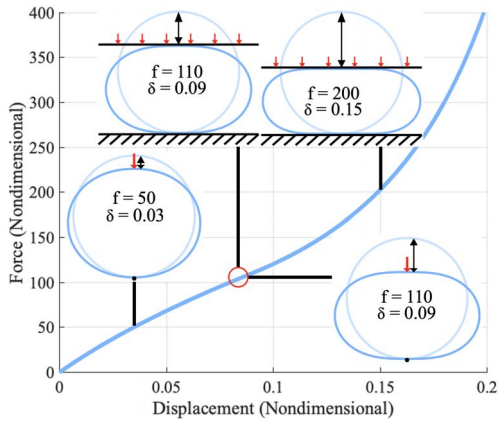 400
350
300
250
200
150
100
50
0
Force (Nondimensional)
f = 110
δ = 0.09
f = 200
δ = 0.15
f = 50
δ = 0.03
f = 110
δ = 0.09
0
0.05
0.1
0.15
0.2
Displacement (Nondimensional)